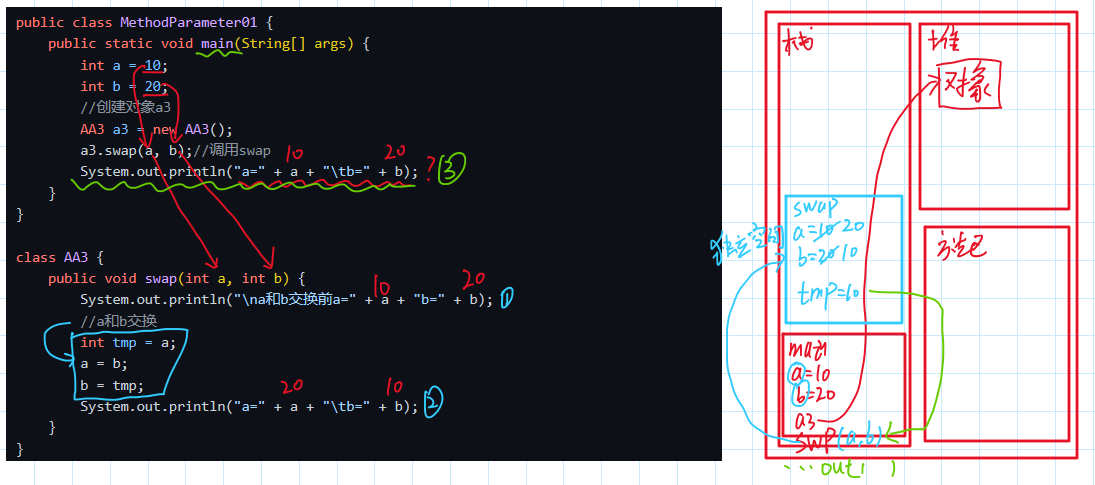 public class MethodParameter01 {
public static void main(String[] args) {
int a = 10;
int b = 20;
//创建对象a3
AA3 a3 = new AA3();
a3.swap(a, b);//调用swap
10 20
System.out.println("a=" + a + "\tb=" + b); ? ③
}
}
class AA3 {
public void swap(int a, int b) {
20
System.out.println("\na和b交换前a=" + a + "b=" + b); ①
10
//a和b交换
int tmp = a;
a = b;
b = tmp;
20 10
System.out.println("a=" + a + "\tb=" + b); ②
}
}
栈
swap
a=10 20
b=20 10
tmp=10
独立空间
main
a=10
b=20
a3
swp(a,b)
...out( )
堆
对象
方法区